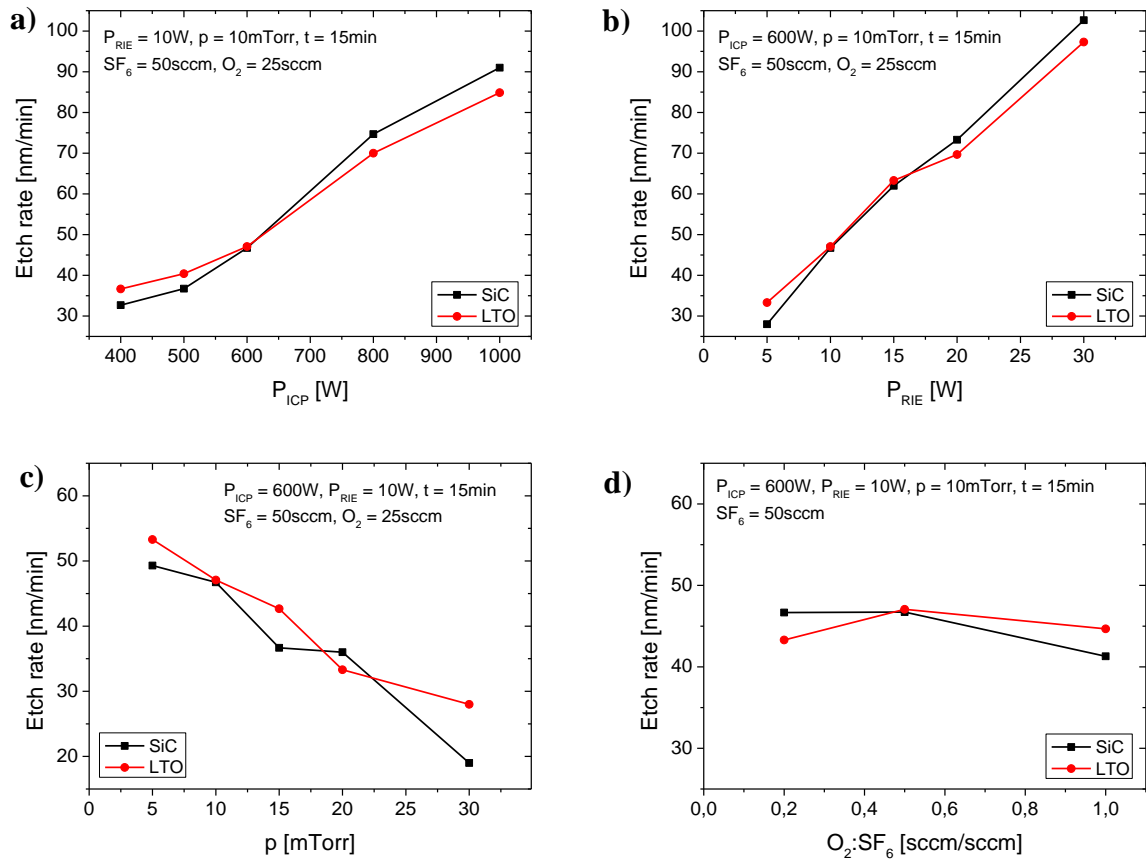 a)
P_RIE = 10W, p = 10mTorr, t = 15min
SF_6 = 50sccm, O_2 = 25sccm
100
90
80
70
60
50
40
30
Etch rate [nm/min]
SiC
LTO
400 500 600 700 800 900 1000
P_ICP [W]
b)
P_ICP = 600W, p = 10mTorr, t = 15min
SF_6 = 50sccm, O_2 = 25sccm
100
90
80
70
60
50
40
30
Etch rate [nm/min]
SiC
LTO
0 5 10 15 20 25 30
P_RIE [W]
c)
P_ICP = 600W, P_RIE = 10W, t = 15min
SF_6 = 50sccm, O_2 = 25sccm
60
50
40
30
20
Etch rate [nm/min]
SiC
LTO
0 5 10 15 20 25 30
p [mTorr]
d)
P_ICP = 600W, P_RIE = 10W, p = 10mTorr, t = 15min
SF_6 = 50sccm
60
50
40
30
Etch rate [nm/min]
SiC
LTO
0,0 0,2 0,4 0,6 0,8 1,0
O_2:SF_6 [sccm/sccm]